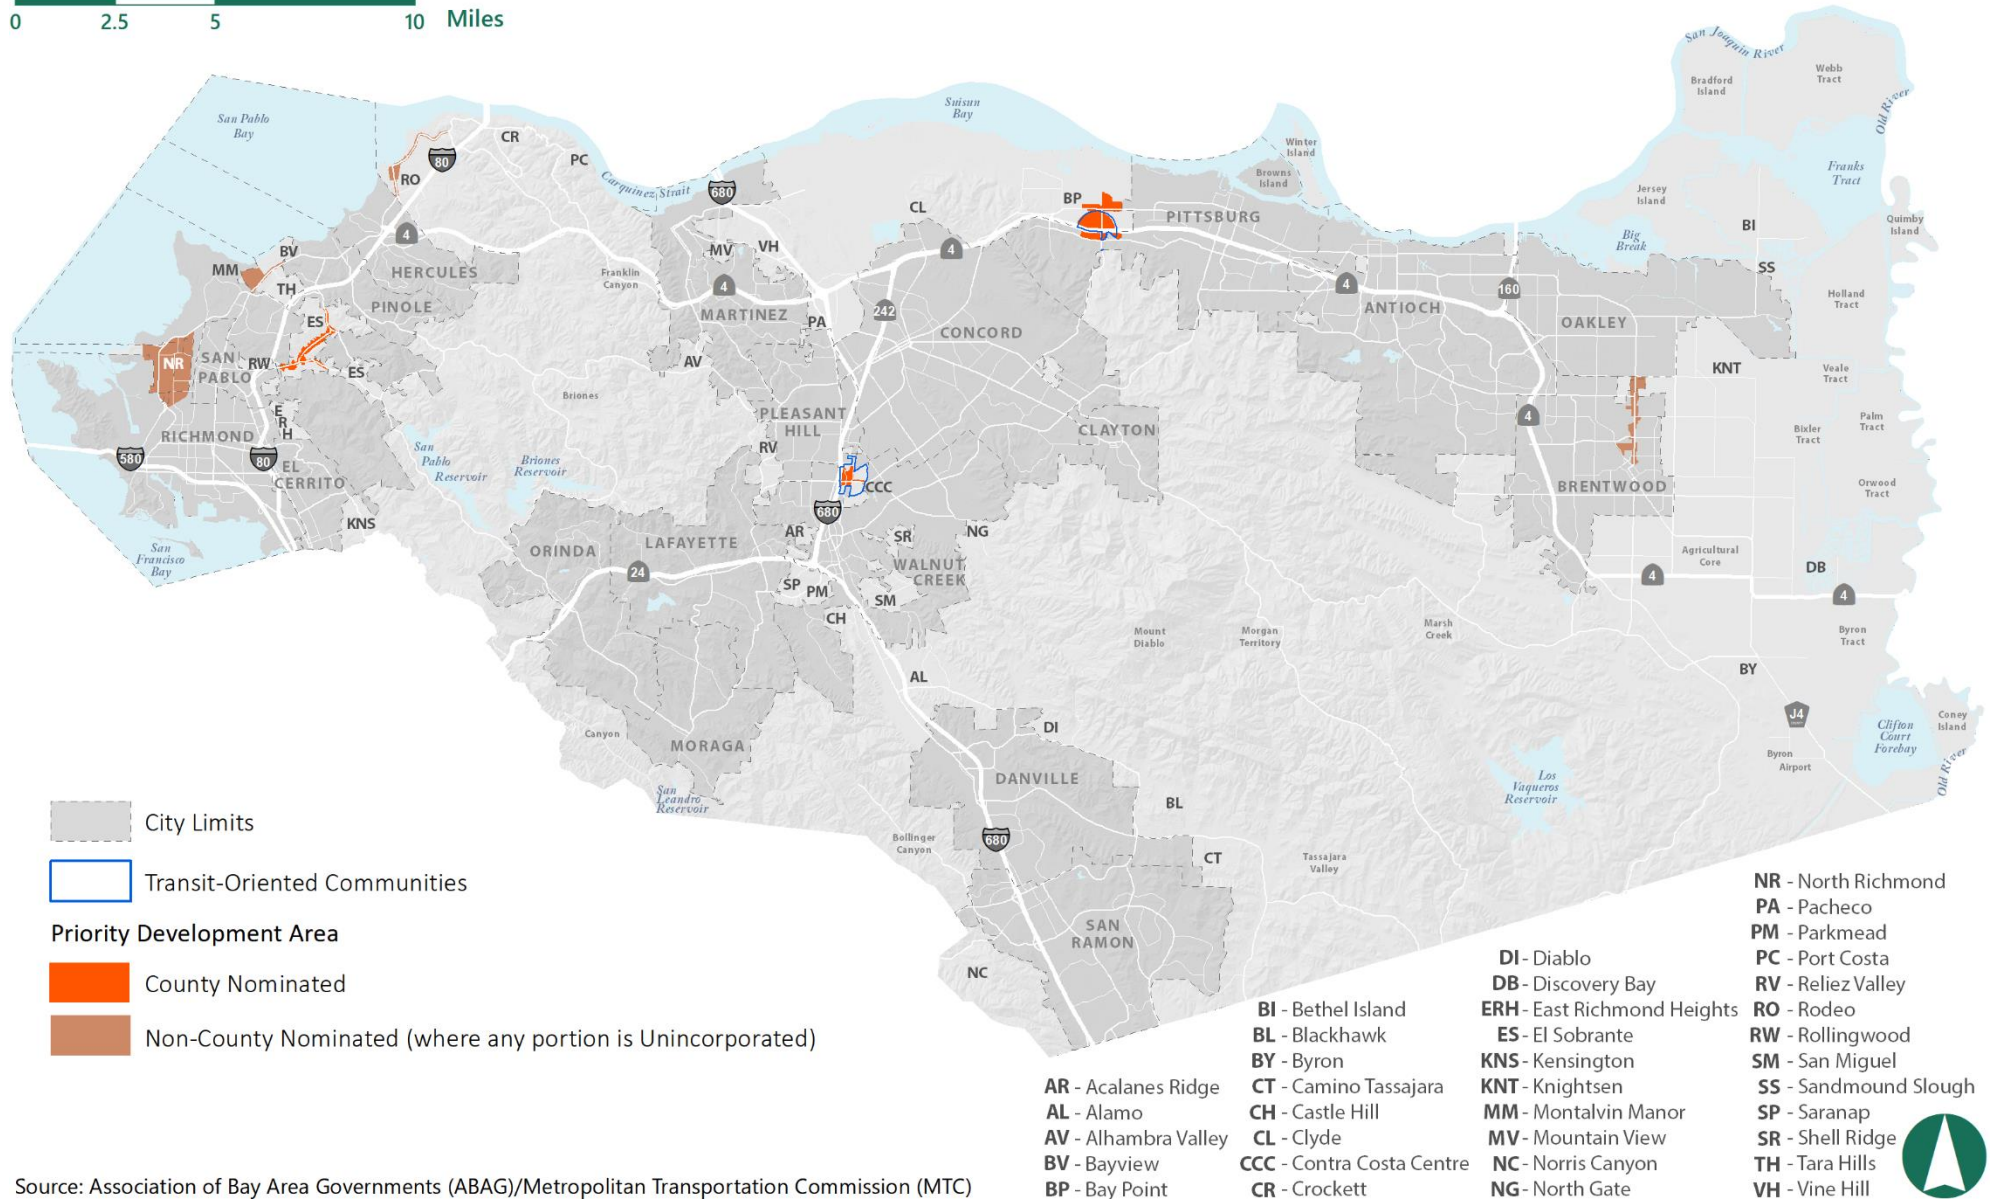 0 2.5 5 10 Miles
San Joaquin River
Webb
Tract
Bradford
Island
Old River
San Pablo
Bay
Suisun
Bay
CR
80
PC
Winter
Island
Franks
Tract
RO
Carquinez Strait
680
Browns
Island
Jersey
Island
BP
CL
PITTSBURG
BI
Quimby
Island
4
BV
MV
VH
4
Big
Break
MM
HERCULES
Franklin
Canyon
SS
TH
4
4
160
Holland
Tract
PINOLE
MARTINEZ
242
ANTIOCH
ES
PA
CONCORD
OAKLEY
NR
SAN
PABLO
RW
ES
AV
KNT
Veale
Tract
Briones
E
R
H
PLEASANT
HILL
4
CLAYTON
Palm
Tract
RICHMOND
Bixler
Tract
580
80
San
Pablo
Reservoir
Briones
Reservoir
RV
EL
CERRITO
CCC
BRENTWOOD
Orwood
Tract
KNS
680
AR
SR
NG
San
Francisco
Bay
ORINDA
LAFAYETTE
WALNUT
CREEK
Agricultural
Core
24
4
DB
SP
PM
SM
4
CH
Mount
Diablo
Morgan
Territory
Marsh
Creek
Byron
Tract
AL
BY
DI
J4
Clifton
Court
Forebay
Coney
Island
Canyon
MORAGA
Byron
Airport
Old River
DANVILLE
San
Leandro
Reservoir
Los
Vaqueros
Reservoir
BL
680
Bollinger
Canyon
CT
Tassajara
Valley
SAN
RAMON
NC
City Limits
Transit-Oriented Communities
Priority Development Area
County Nominated
Non-County Nominated (where any portion is Unincorporated)
AR - Acalanes Ridge
AL - Alamo
AV - Alhambra Valley
BV - Bayview
BP - Bay Point
BI - Bethel Island
BL - Blackhawk
BY - Byron
CT - Camino Tassajara
CH - Castle Hill
CL - Clyde
CCC - Contra Costa Centre
CR - Crockett
DI - Diablo
DB - Discovery Bay
ERH - East Richmond Heights
ES - El Sobrante
KNS - Kensington
KNT - Knightsen
MM - Montalvin Manor
MV - Mountain View
NC - Norris Canyon
NG - North Gate
NR - North Richmond
PA - Pacheco
PM - Parkmead
PC - Port Costa
RV - Reliez Valley
RO - Rodeo
RW - Rollingwood
SM - San Miguel
SS - Sandmound Slough
SP - Saranap
SR - Shell Ridge
TH - Tara Hills
VH - Vine Hill
Source: Association of Bay Area Governments (ABAG)/Metropolitan Transportation Commission (MTC)